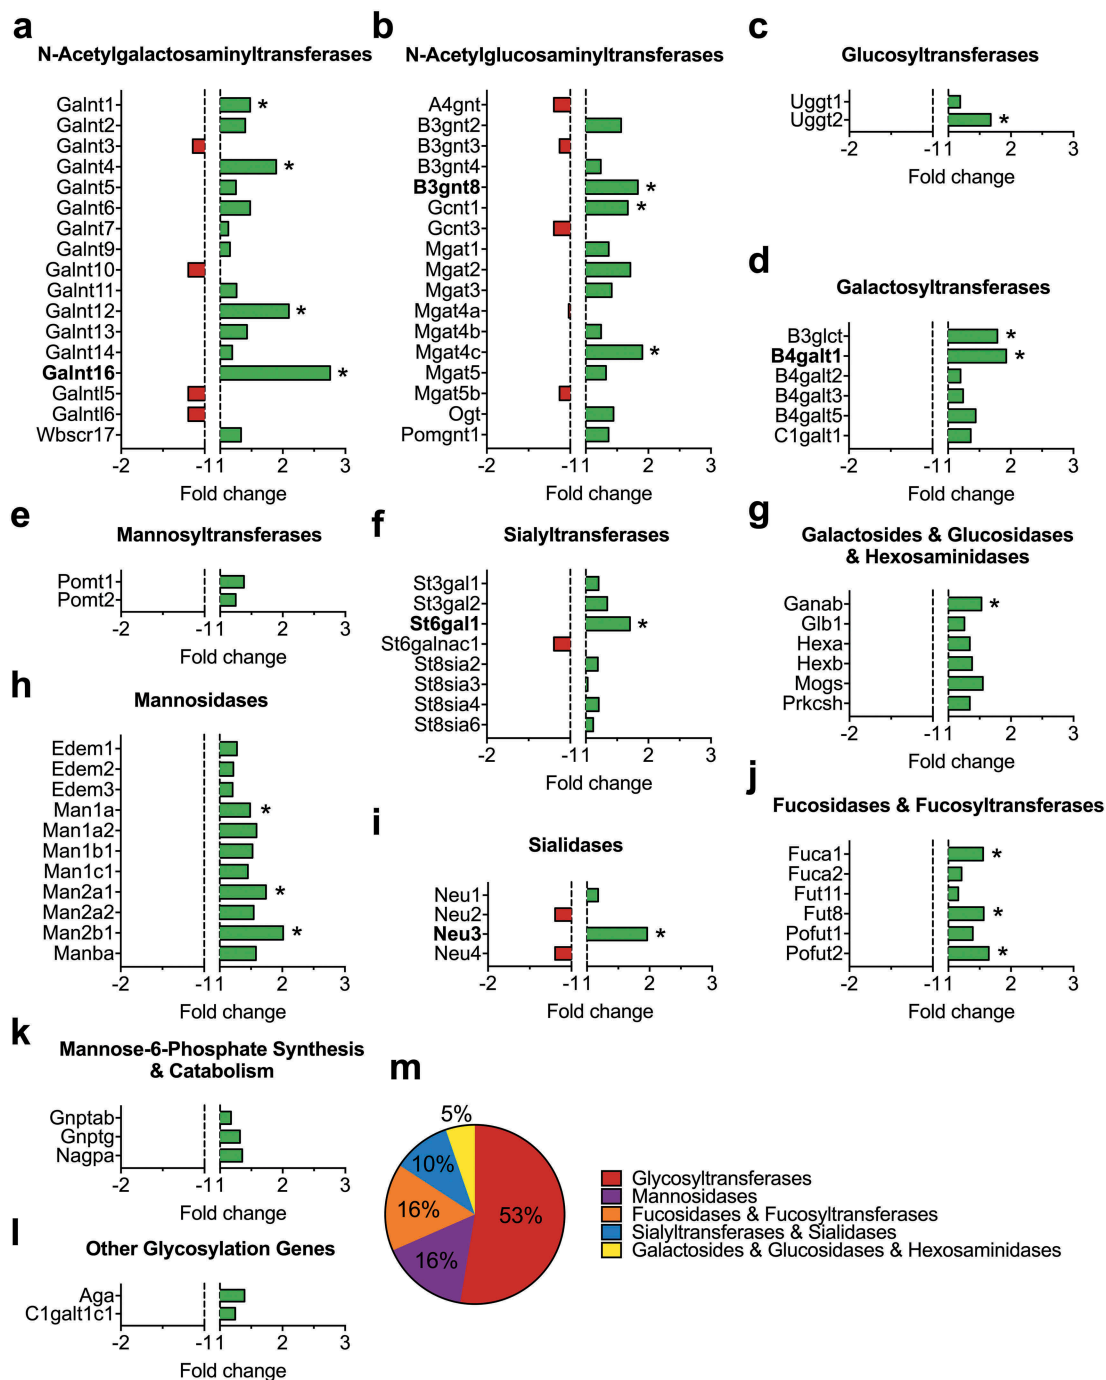 a
N-Acetylgalactosaminyltransferases
Galnt1 *
Galnt2
Galnt3
Galnt4 *
Galnt5
Galnt6
Galnt7
Galnt9
Galnt10
Galnt11
Galnt12 *
Galnt13
Galnt14
Galnt16 *
Galntl5
Galntl6
Wbscr17
-2 -1 1 2 3
Fold change
b
N-Acetylglucosaminyltransferases
A4gnt
B3gnt2
B3gnt3
B3gnt4
B3gnt8 *
Gcnt1 *
Gcnt3
Mgat1
Mgat2
Mgat3
Mgat4a
Mgat4b
Mgat4c *
Mgat5
Mgat5b
Ogt
Pomgnt1
-2 -1 1 2 3
Fold change
c
Glucosyltransferases
Uggt1
Uggt2 *
-2 -1 1 2 3
Fold change
d
Galactosyltransferases
B3glct *
B4galt1 *
B4galt2
B4galt3
B4galt5
C1galt1
-2 -1 1 2 3
Fold change
e
Mannosyltransferases
Pomt1
Pomt2
-2 -1 1 2 3
Fold change
f
Sialyltransferases
St3gal1
St3gal2
St6gal1 *
St6galnac1
St8sia2
St8sia3
St8sia4
St8sia6
-2 -1 1 2 3
Fold change
g
Galactosides & Glucosidases
& Hexosaminidases
Ganab *
Glb1
Hexa
Hexb
Mogs
Prkcsh
-2 -1 1 2 3
Fold change
h
Mannosidases
Edem1
Edem2
Edem3
Man1a *
Man1a2
Man1b1
Man1c1
Man2a1 *
Man2a2
Man2b1 *
Manba
-2 -1 1 2 3
Fold change
i
Sialidases
Neu1
Neu2
Neu3 *
Neu4
-2 -1 1 2 3
Fold change
j
Fucosidases & Fucosyltransferases
Fuca1 *
Fuca2
Fut11
Fut8 *
Pofut1
Pofut2 *
-2 -1 1 2 3
Fold change
k
Mannose-6-Phosphate Synthesis
& Catabolism
Gnptab
Gnptg
Nagpa
-2 -1 1 2 3
Fold change
l
Other Glycosylation Genes
Aga
C1galt1c1
-2 -1 1 2 3
Fold change
m
5%
10%
16%
53%
16%
Glycosyltransferases
Mannosidases
Fucosidases & Fucosyltransferases
Sialyltransferases & Sialidases
Galactosides & Glucosidases & Hexosaminidases